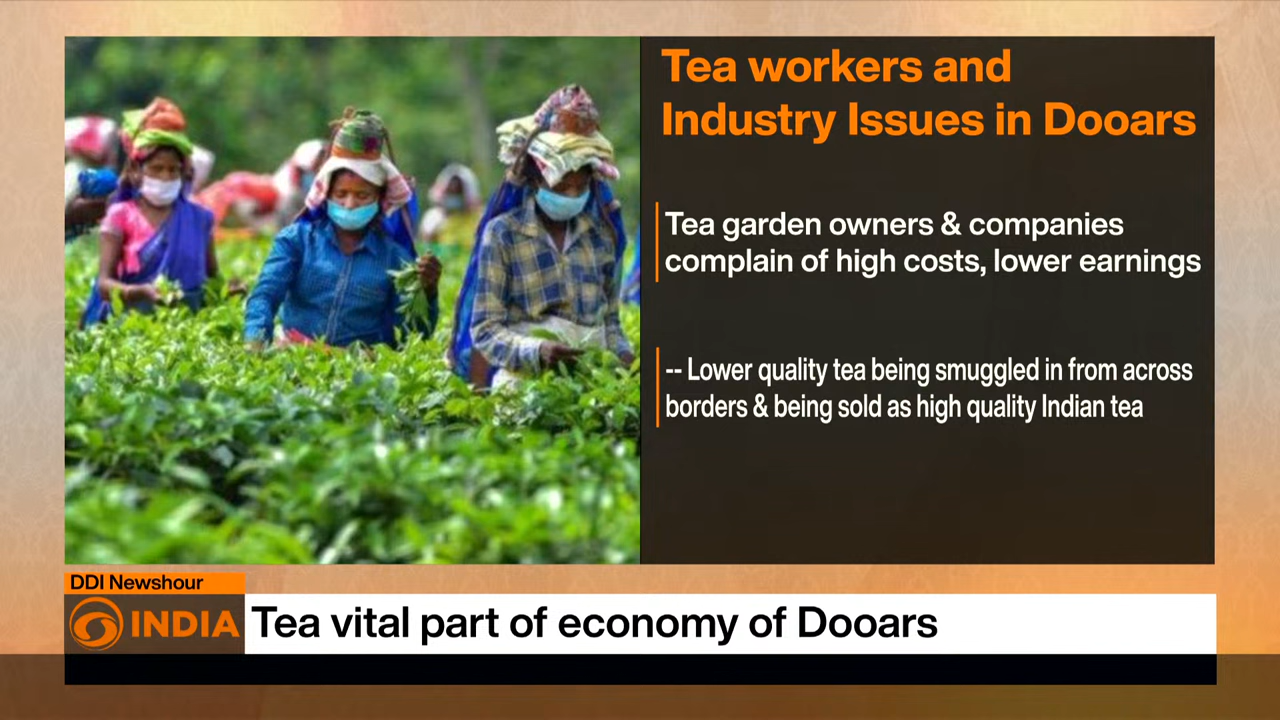 Tea workers and
Industry Issues in Dooars
Tea garden owners & companies
complain of high costs, lower earnings
-- Lower quality tea being smuggled in from across
borders & being sold as high quality Indian tea
DDI Newshour
INDIA
Tea vital part of economy of Dooars